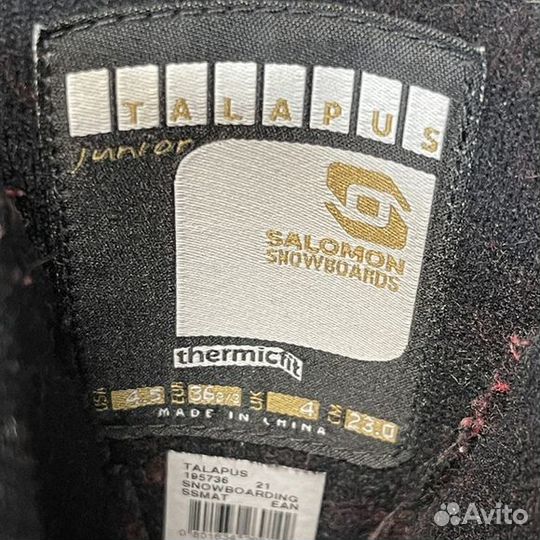 TALAPUS
junior
SALOMON
SNOWBOARDS
thermicfit
USA 4.5 EUR 36 2/3 UK 4 CM 23.0
MADE IN CHINA
TALAPUS
195736 21
SNOWBOARDING
SSMAT EAN
Avito